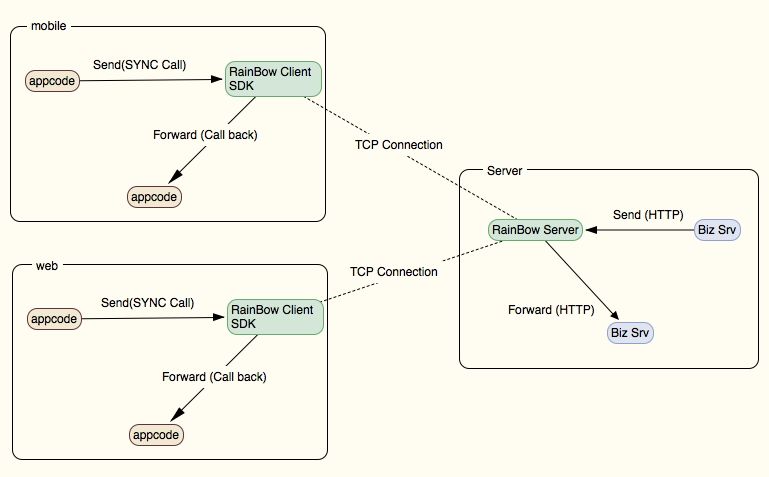 mobile
Send(SYNC Call)
appcode
RainBow Client
SDK
Forward (Call back)
appcode
TCP Connection
Server
Send (HTTP)
RainBow Server
Biz Srv
Forward (HTTP)
Biz Srv
TCP Connection
web
Send(SYNC Call)
appcode
RainBow Client
SDK
Forward (Call back)
appcode